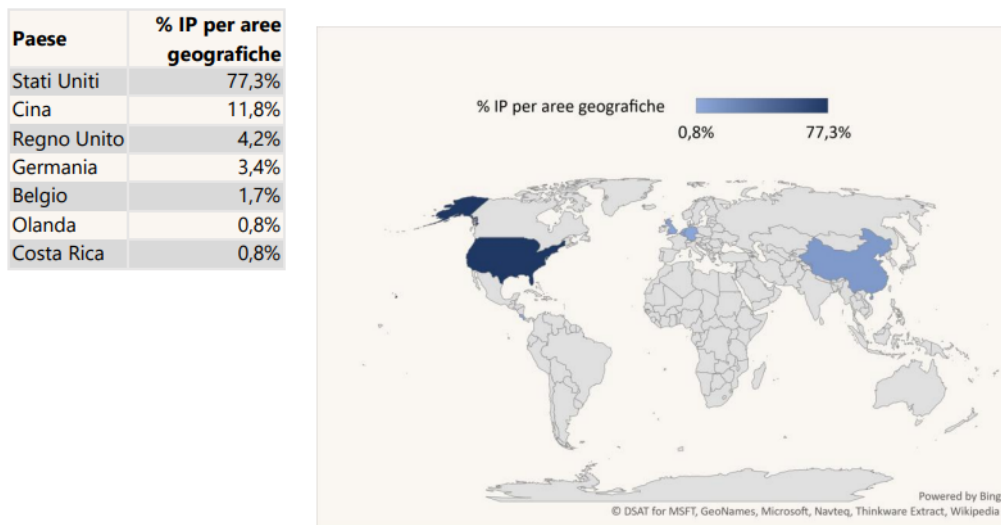 Paese % IP per aree geografiche
Stati Uniti 77,3%
Cina 11,8%
Regno Unito 4,2%
Germania 3,4%
Belgio 1,7%
Olanda 0,8%
Costa Rica 0,8%
% IP per aree geografiche
0,8% 77,3%
Powered by Bing
© DSAT for MSFT, GeoNames, Microsoft, Navteq, Thinkware Extract, Wikipedia